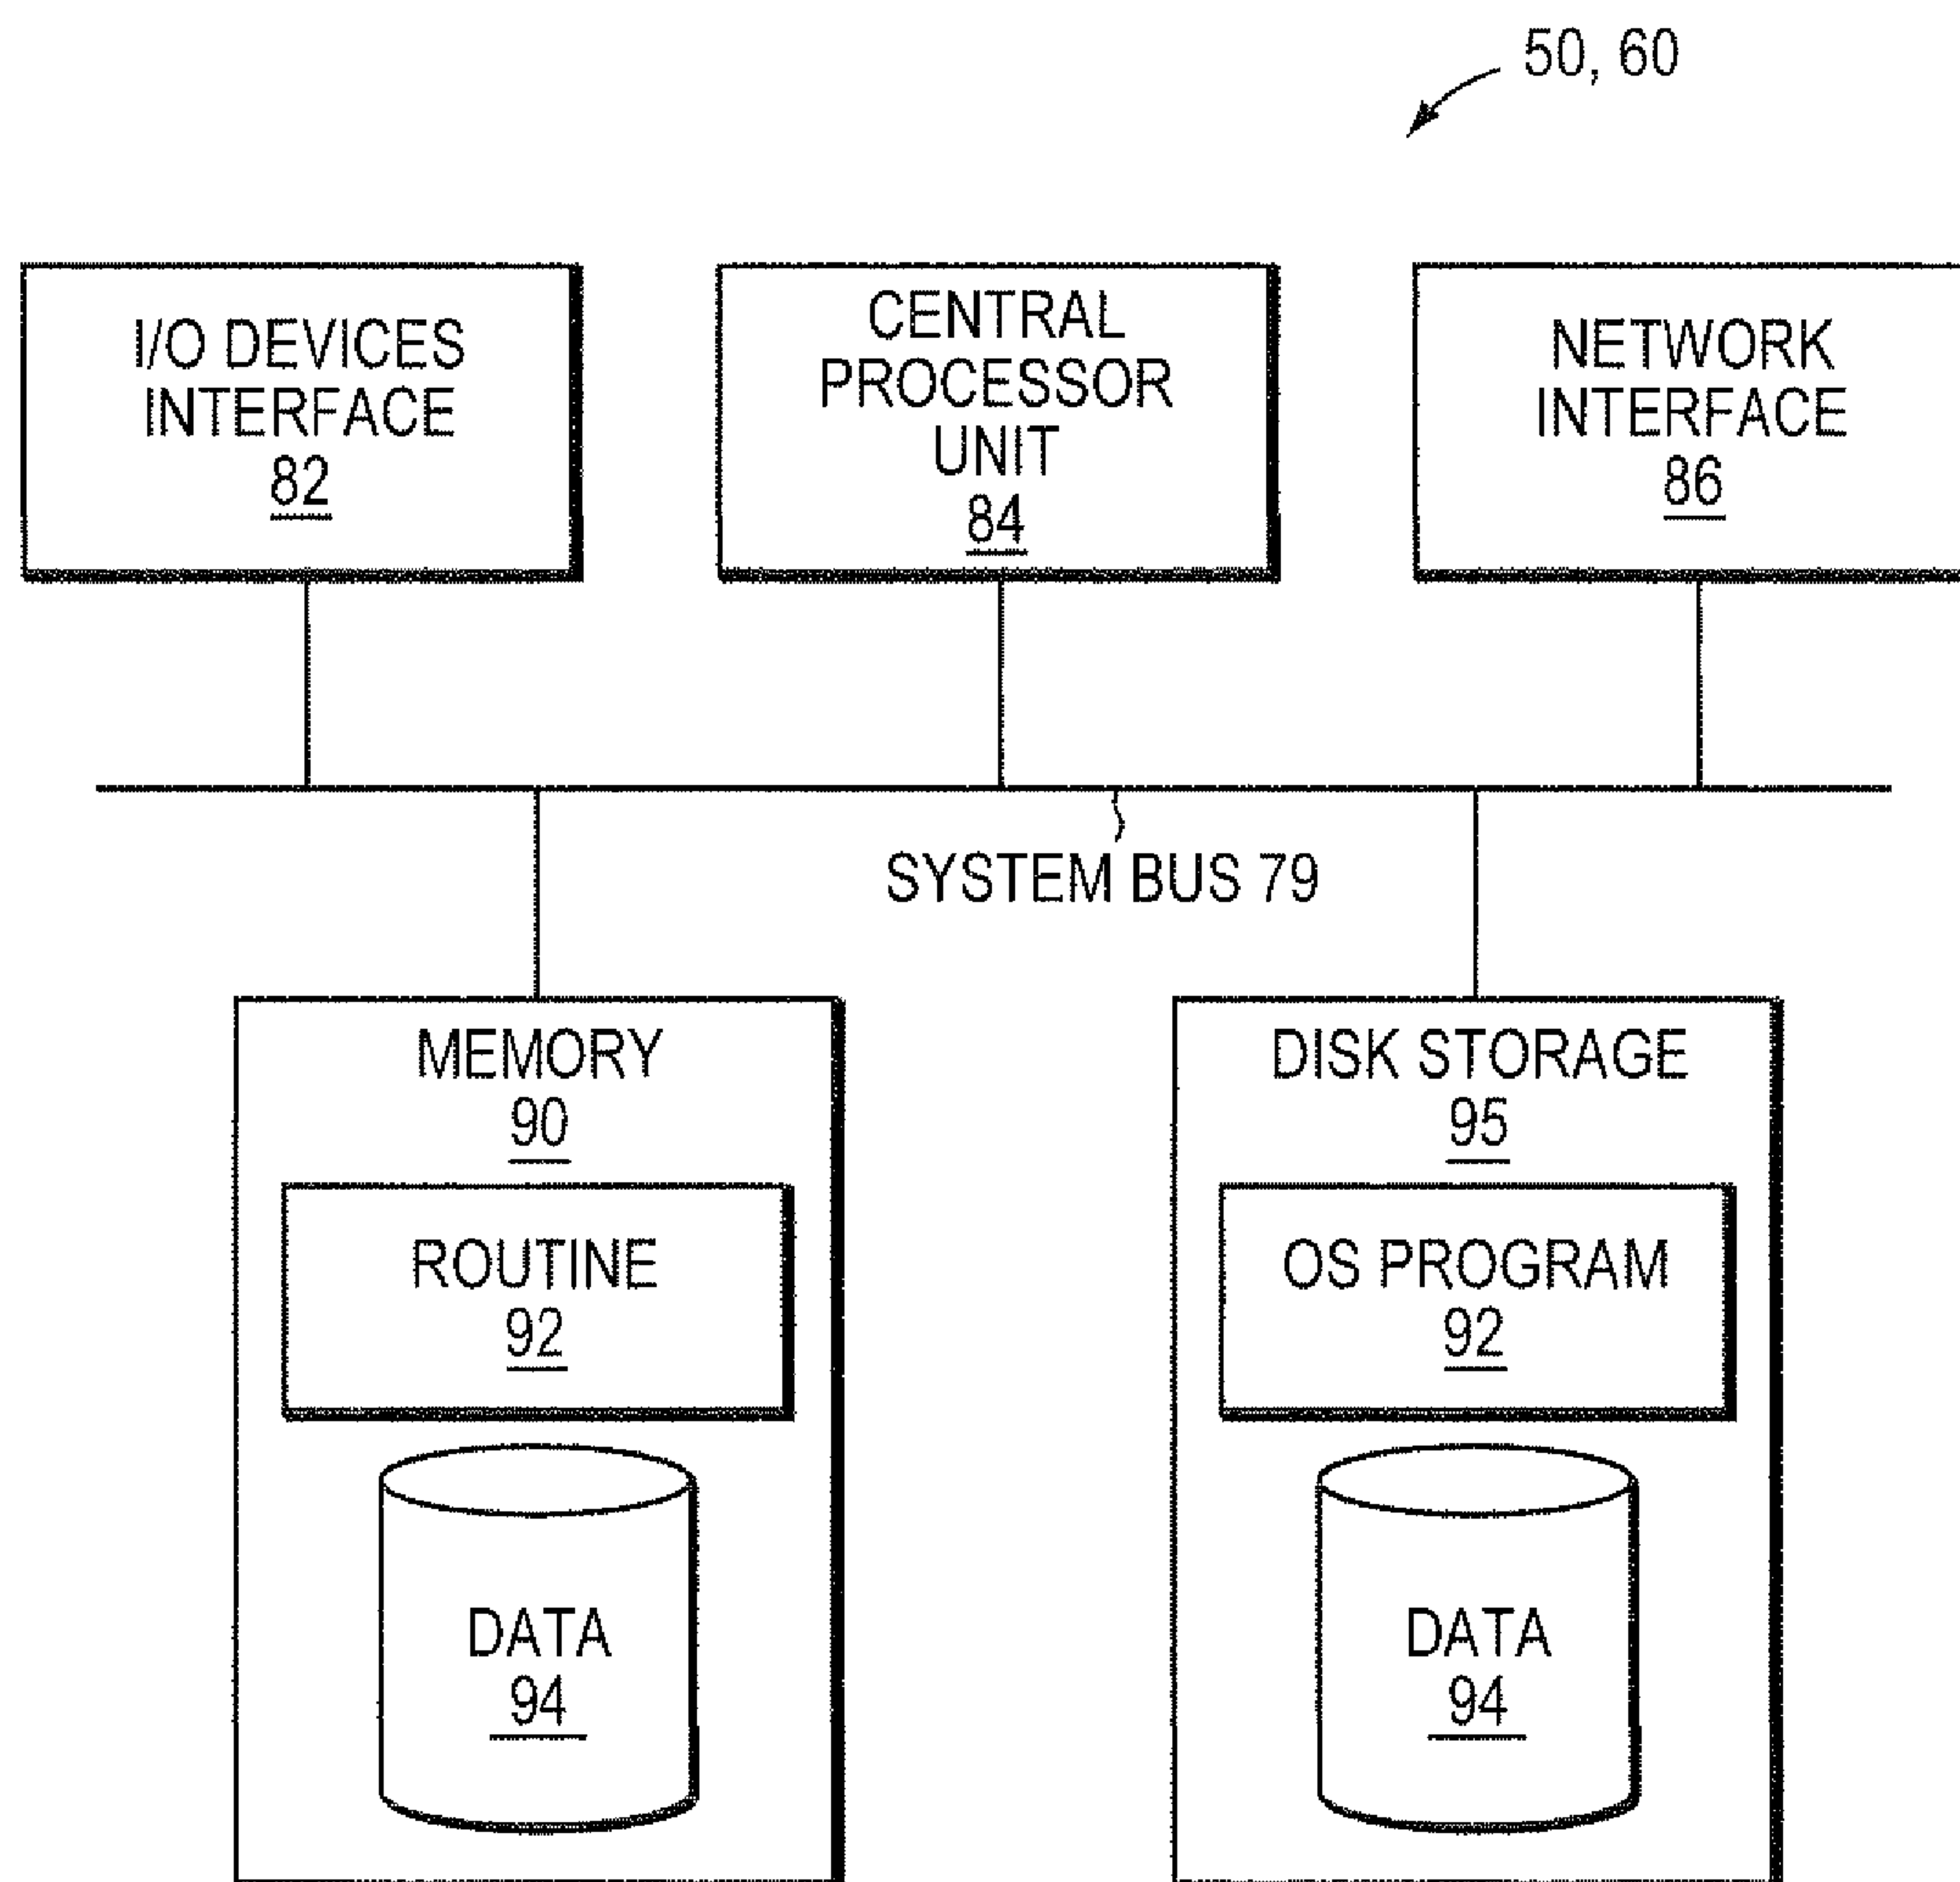 50, 60
I/O DEVICES
INTERFACE
82
CENTRAL
PROCESSOR
UNIT
84
NETWORK
INTERFACE
86
SYSTEM BUS 79
MEMORY
90
ROUTINE
92
DATA
94
DISK STORAGE
95
OS PROGRAM
92
DATA
94